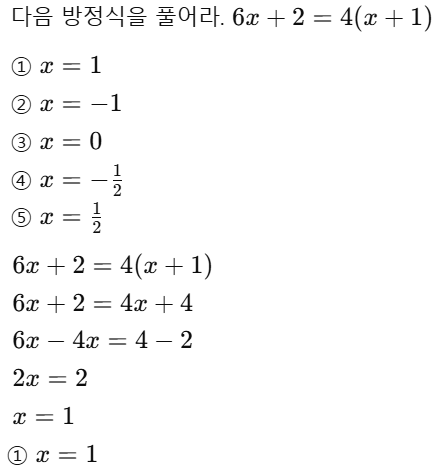 다음 방정식을 풀어라. 6x + 2 = 4(x + 1)
① x = 1
② x = −1
③ x = 0
④ x = −1/2
⑤ x = 1/2
6x + 2 = 4(x + 1)
6x + 2 = 4x + 4
6x − 4x = 4 − 2
2x = 2
x = 1
① x = 1